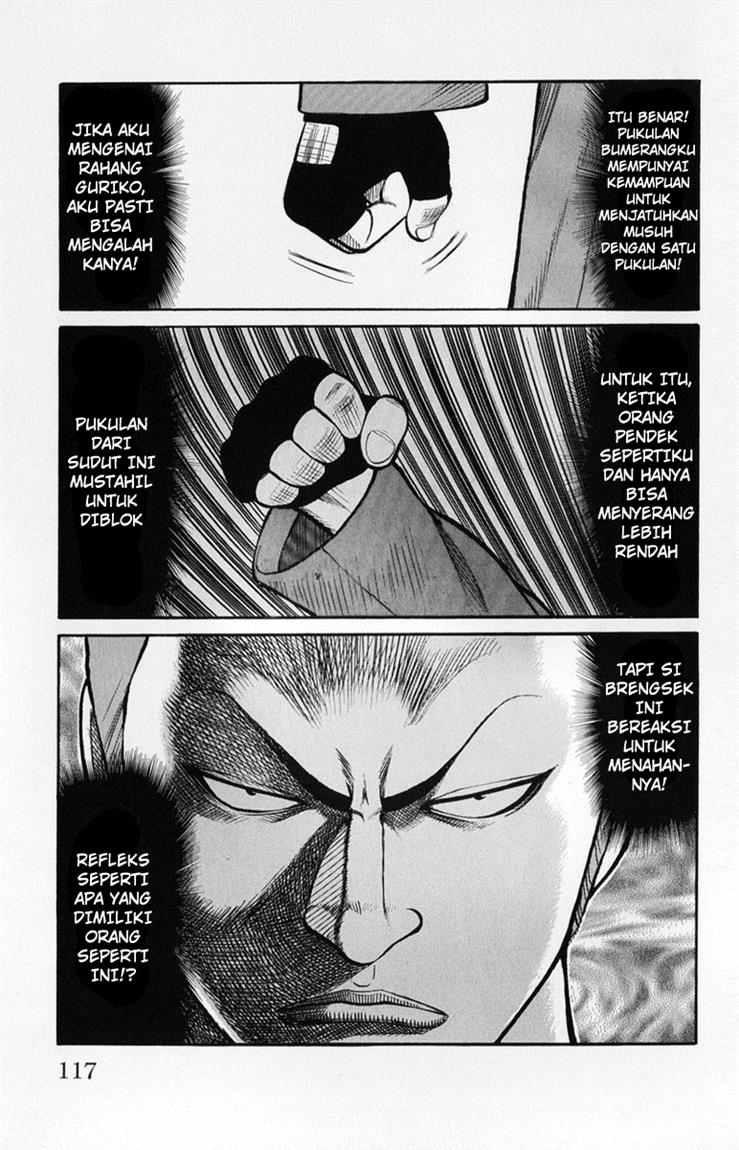 ITU BENAR!
PUKULAN
BUMERANGKU
MEMPUNYAI
KEMAMPUAN
UNTUK
MENJATUHKAN
MUSUH
DENGAN SATU
PUKULAN!
JIKA AKU
MENGENAI
RAHANG
GURIKO,
AKU PASTI
BISA
MENGALAH
KANYA!
UNTUK ITU,
KETIKA
ORANG
PENDEK
SEPERTIKU
DAN HANYA
BISA
MENYERANG
LEBIH
RENDAH
PUKULAN
DARI
SUDUT INI
MUSTAHIL
UNTUK
DIBLOK
TAPI SI
BRENGSEK
INI
BEREAKSI
UNTUK
MENAHAN-
NYA!
REFLEKS
SEPERTI
APA YANG
DIMILIKI
ORANG
SEPERTI
INI!?
117